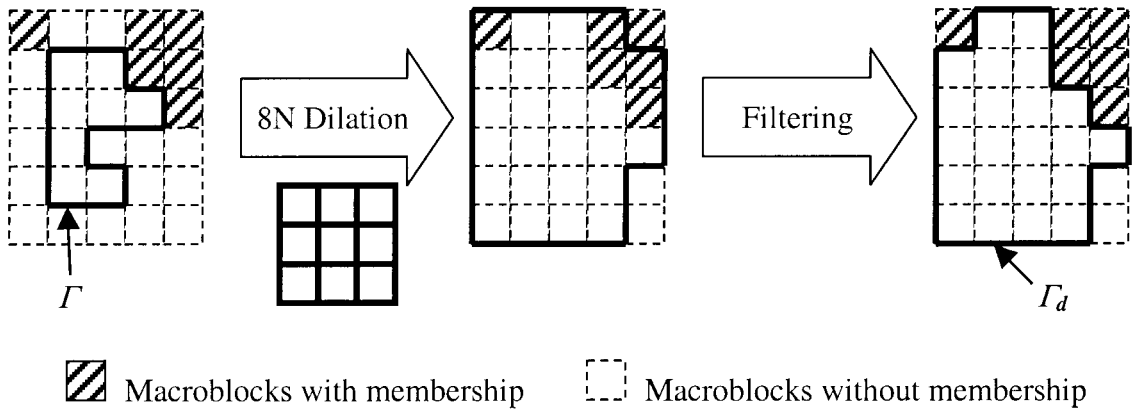 8N Dilation
Filtering
Γ
Γd
Macroblocks with membership
Macroblocks without membership